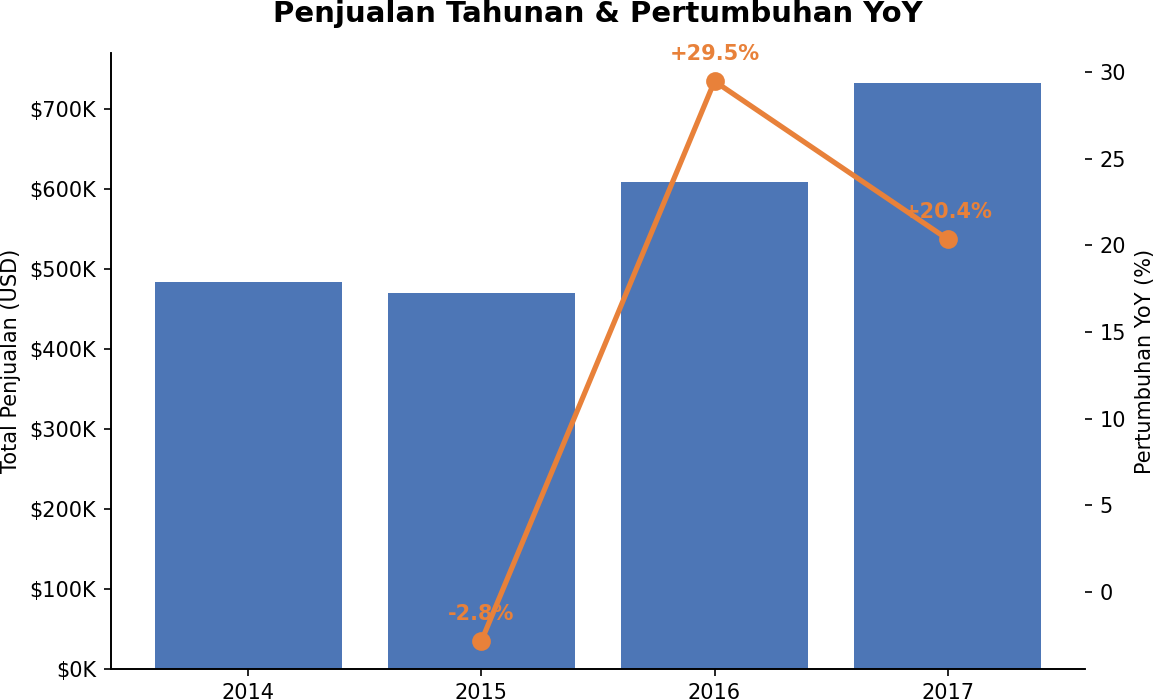 Penjualan Tahunan & Pertumbuhan YoY
Total Penjualan (USD)
$700K
$600K
$500K
$400K
$300K
$200K
$100K
$0K
+29.5%
+20.4%
-2.8%
30
25
20
15
10
5
0
Pertumbuhan YoY (%)
2014
2015
2016
2017